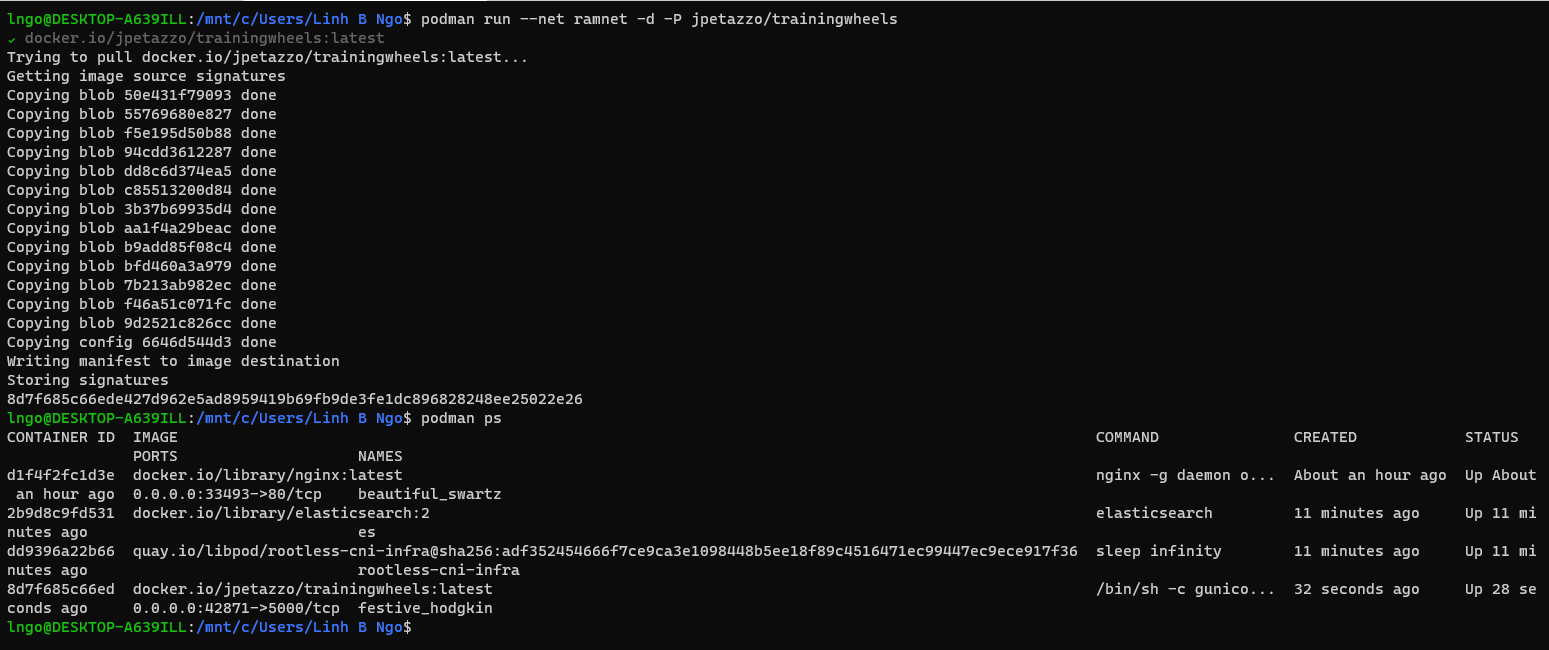 lngo@DESKTOP-A639ILL:/mnt/c/Users/Linh B Ngo$ podman run --net ramnet -d -P jpetazzo/trainingwheels
✓ docker.io/jpetazzo/trainingwheels:latest
Trying to pull docker.io/jpetazzo/trainingwheels:latest...
Getting image source signatures
Copying blob 50e431f79093 done
Copying blob 55769680e827 done
Copying blob f5e195d50b88 done
Copying blob 94cdd3612287 done
Copying blob dd8c6d374ea5 done
Copying blob c85513200d84 done
Copying blob 3b37b69935d4 done
Copying blob aa1f4a29beac done
Copying blob b9add85f08c4 done
Copying blob bfd460a3a979 done
Copying blob 7b213ab982ec done
Copying blob f46a51c071fc done
Copying blob 9d2521c826cc done
Copying config 6646d544d3 done
Writing manifest to image destination
Storing signatures
8d7f685c66ede427d962e5ad8959419b69fb9de3fe1dc896828248ee25022e26
lngo@DESKTOP-A639ILL:/mnt/c/Users/Linh B Ngo$ podman ps
CONTAINER ID  IMAGE  COMMAND  CREATED  STATUS
PORTS  NAMES
d1f4f2fc1d3e  docker.io/library/nginx:latest  nginx -g daemon o...  About an hour ago  Up About
an hour ago  0.0.0.0:33493->80/tcp  beautiful_swartz
2b9d8c9fd531  docker.io/library/elasticsearch:2  elasticsearch  11 minutes ago  Up 11 mi
nutes ago  es
dd9396a22b66  quay.io/libpod/rootless-cni-infra@sha256:adf352454666f7ce9ca3e1098448b5ee18f89c4516471ec99447ec9ece917f36  sleep infinity  11 minutes ago  Up 11 mi
nutes ago  rootless-cni-infra
8d7f685c66ed  docker.io/jpetazzo/trainingwheels:latest  /bin/sh -c gunico...  32 seconds ago  Up 28 se
conds ago  0.0.0.0:42871->5000/tcp  festive_hodgkin
lngo@DESKTOP-A639ILL:/mnt/c/Users/Linh B Ngo$